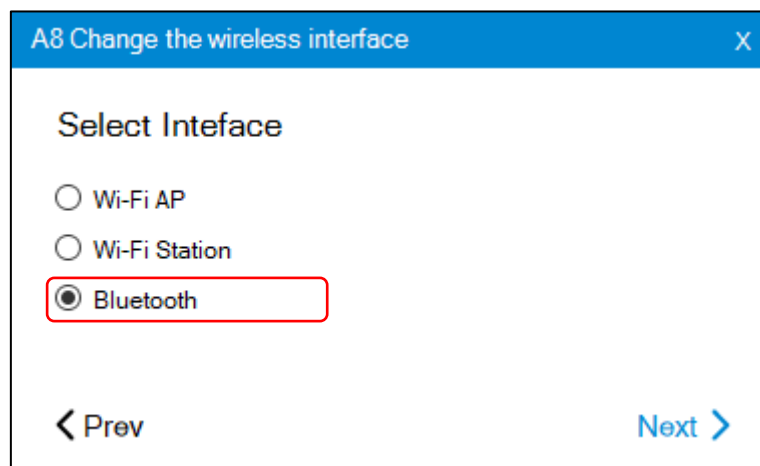 A8 Change the wireless interface X
Select Inteface
Wi-Fi AP
Wi-Fi Station
Bluetooth
Prev Next